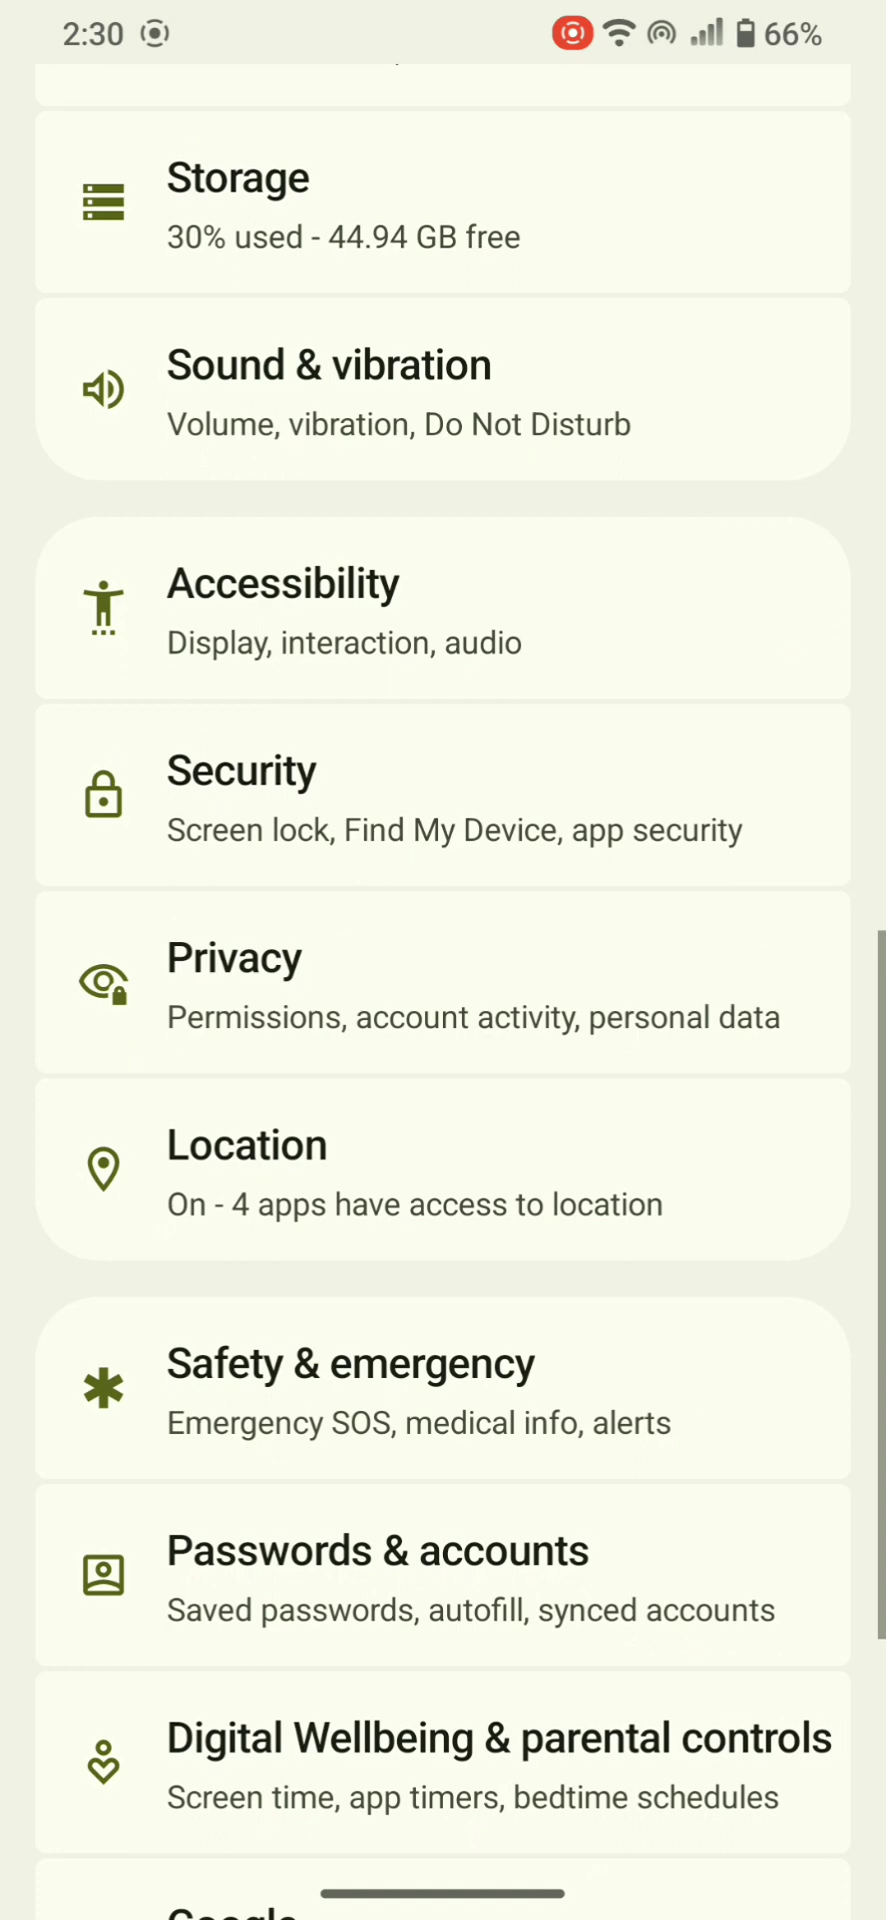 2:30 66%
Storage
30% used - 44.94 GB free
Sound & vibration
Volume, vibration, Do Not Disturb
Accessibility
Display, interaction, audio
Security
Screen lock, Find My Device, app security
Privacy
Permissions, account activity, personal data
Location
On - 4 apps have access to location
Safety & emergency
Emergency SOS, medical info, alerts
Passwords & accounts
Saved passwords, autofill, synced accounts
Digital Wellbeing & parental controls
Screen time, app timers, bedtime schedules
Google